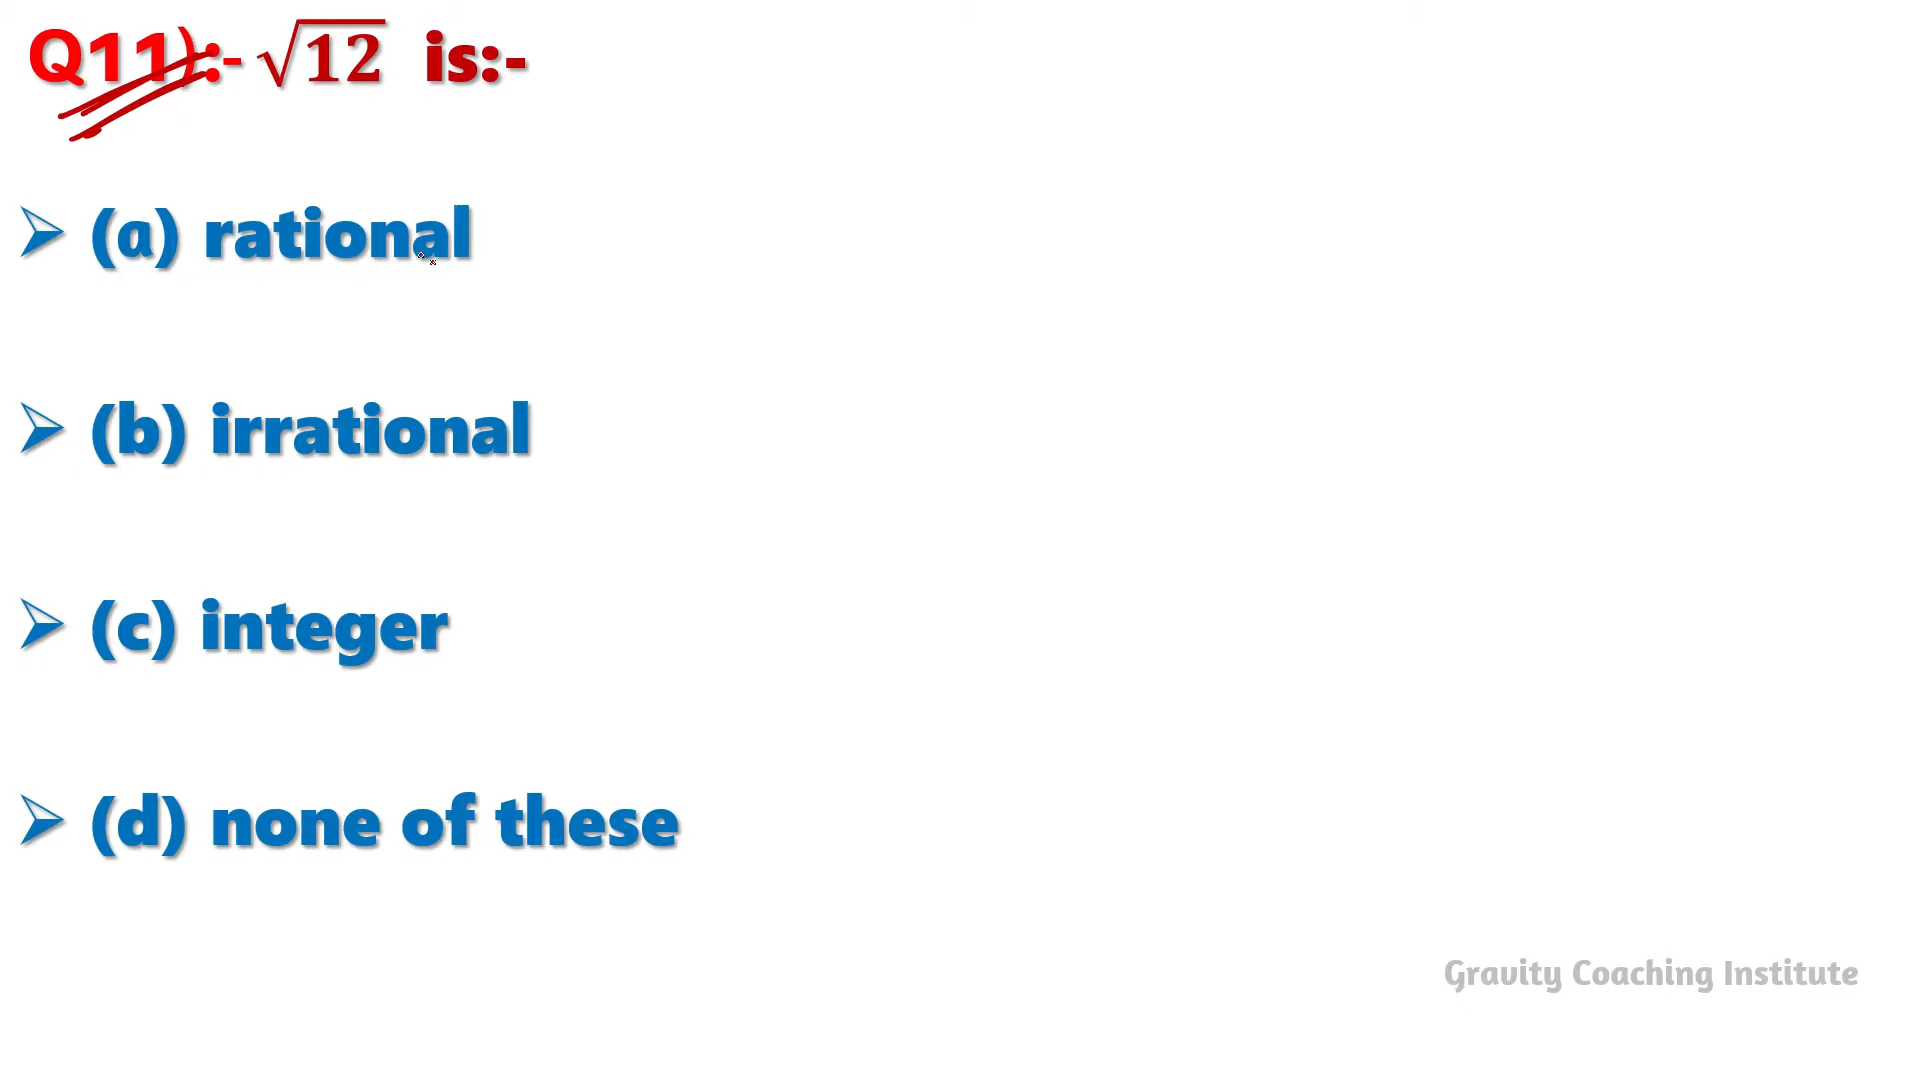 Q11):- √12 is:-
➢ (a) rational
➢ (b) irrational
➢ (c) integer
➢ (d) none of these
Gravity Coaching Institute